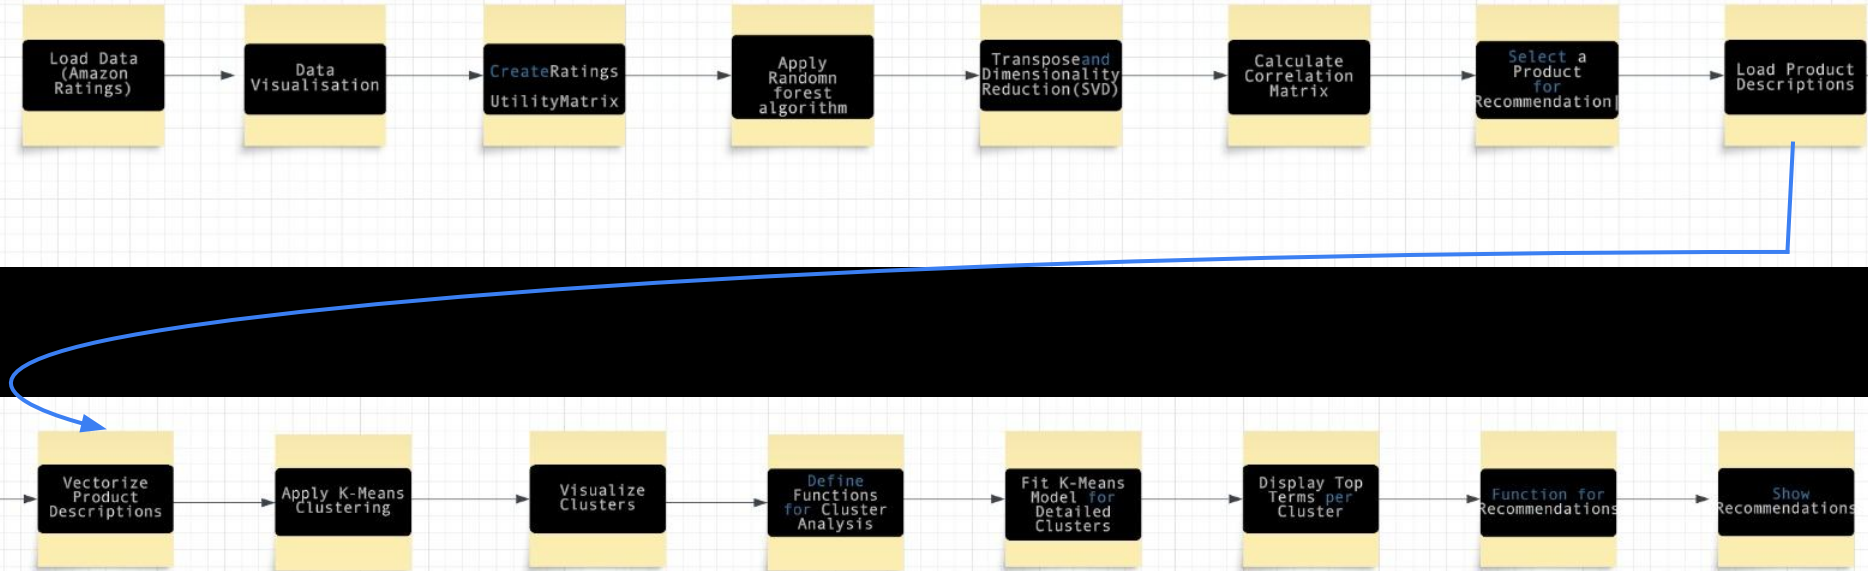 Load Data
(Amazon
Ratings)
Data
Visualisation
CreateRatings
UtilityMatrix
Apply
Randomn
forest
algorithm
Transposeand
Dimensionality
Reduction(SVD)
Calculate
Correlation
Matrix
Select a
Product
for
Recommendation|
Load Product
Descriptions
Vectorize
Product
Descriptions
Apply K-Means
Clustering
Visualize
Clusters
Define
Functions
for Cluster
Analysis
Fit K-Means
Model for
Detailed
Clusters
Display Top
Terms per
Cluster
Function for
Recommendations
Show
Recommendations